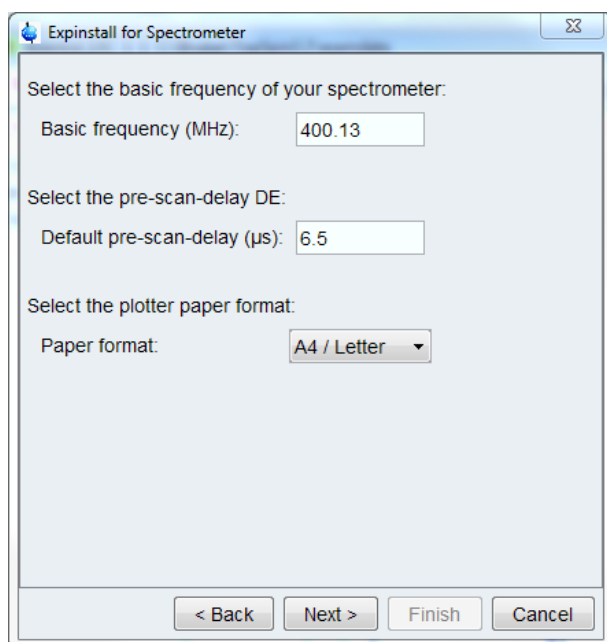 Expinstall for Spectrometer
Select the basic frequency of your spectrometer:
Basic frequency (MHz): 400.13
Select the pre-scan-delay DE:
Default pre-scan-delay (µs): 6.5
Select the plotter paper format:
Paper format: A4 / Letter
< Back Next > Finish Cancel